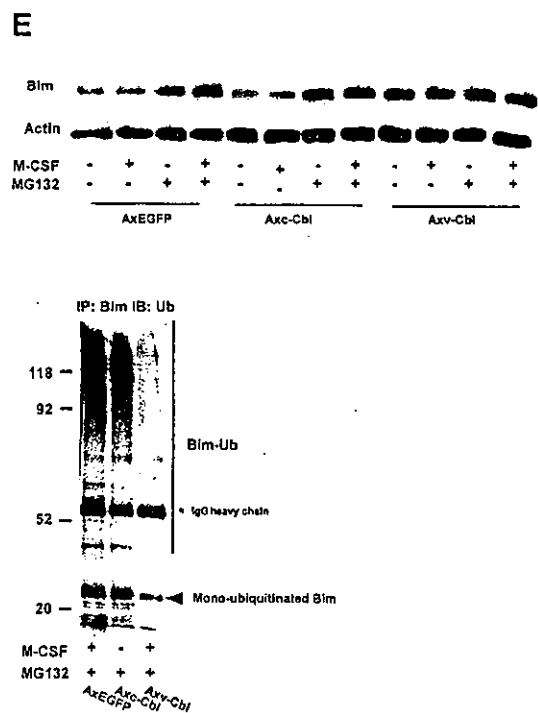 E
Bim
Actin
M-CSF - + - + - + - + - + - +
MG132 - - + + - - + + - - + +
AxEGFP Axc-Cbl Axv-Cbl
IP: Bim IB: Ub
118
92
Bim-Ub
52
IgG heavy chain
Mono-ubiquitinated Bim
20
M-CSF + - +
MG132 + + +
AxEGFP Axc-Cbl Axv-Cbl